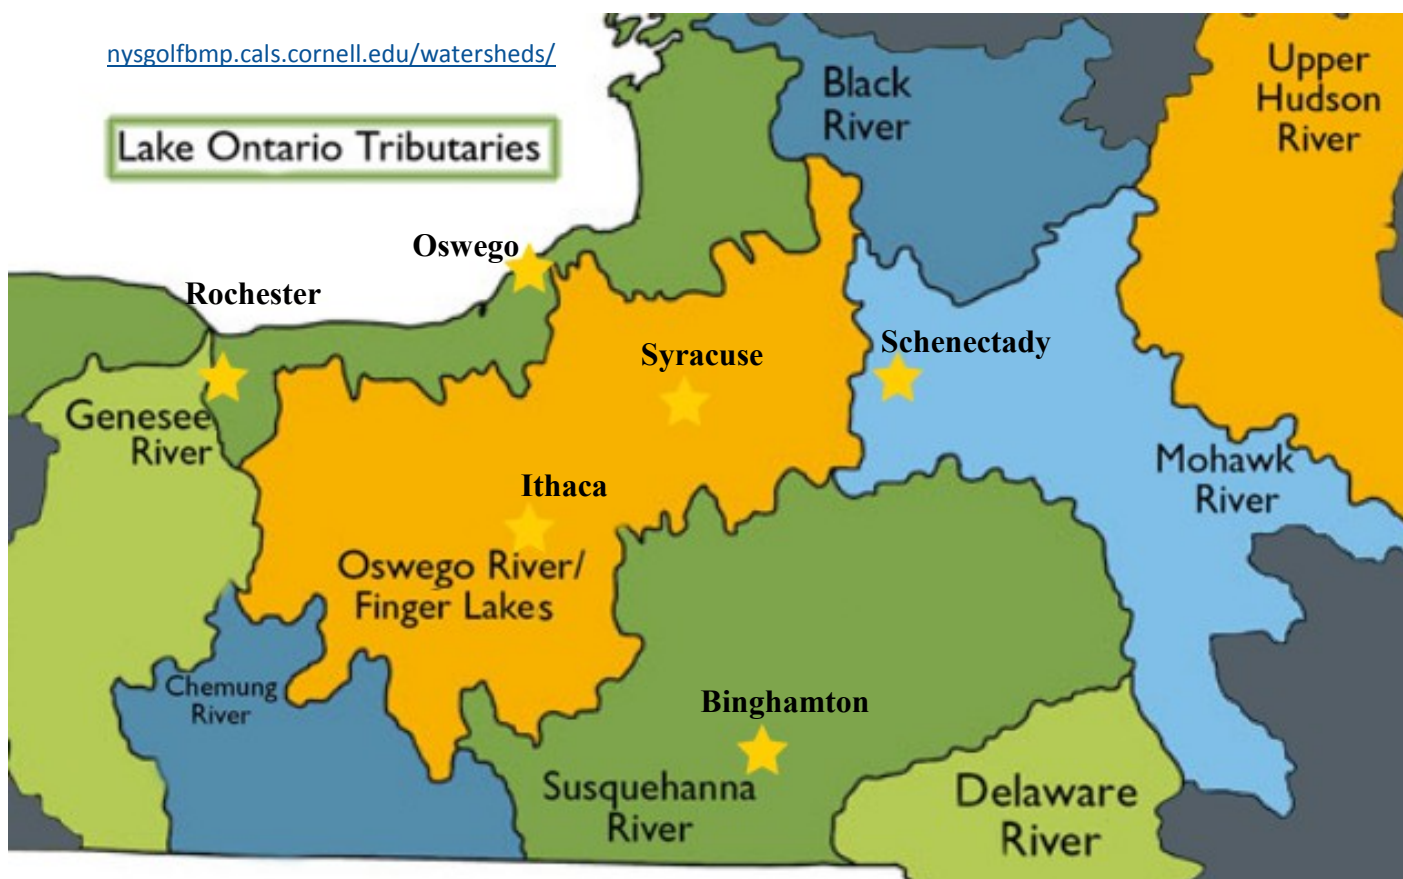 nysgolfbmp.cals.cornell.edu/watersheds/
Lake Ontario Tributaries
Black
River
Upper
Hudson
River
Oswego
Rochester
Syracuse
Schenectady
Genesee
River
Mohawk
River
Ithaca
Oswego River/
Finger Lakes
Chemung
River
Binghamton
Susquehanna
River
Delaware
River